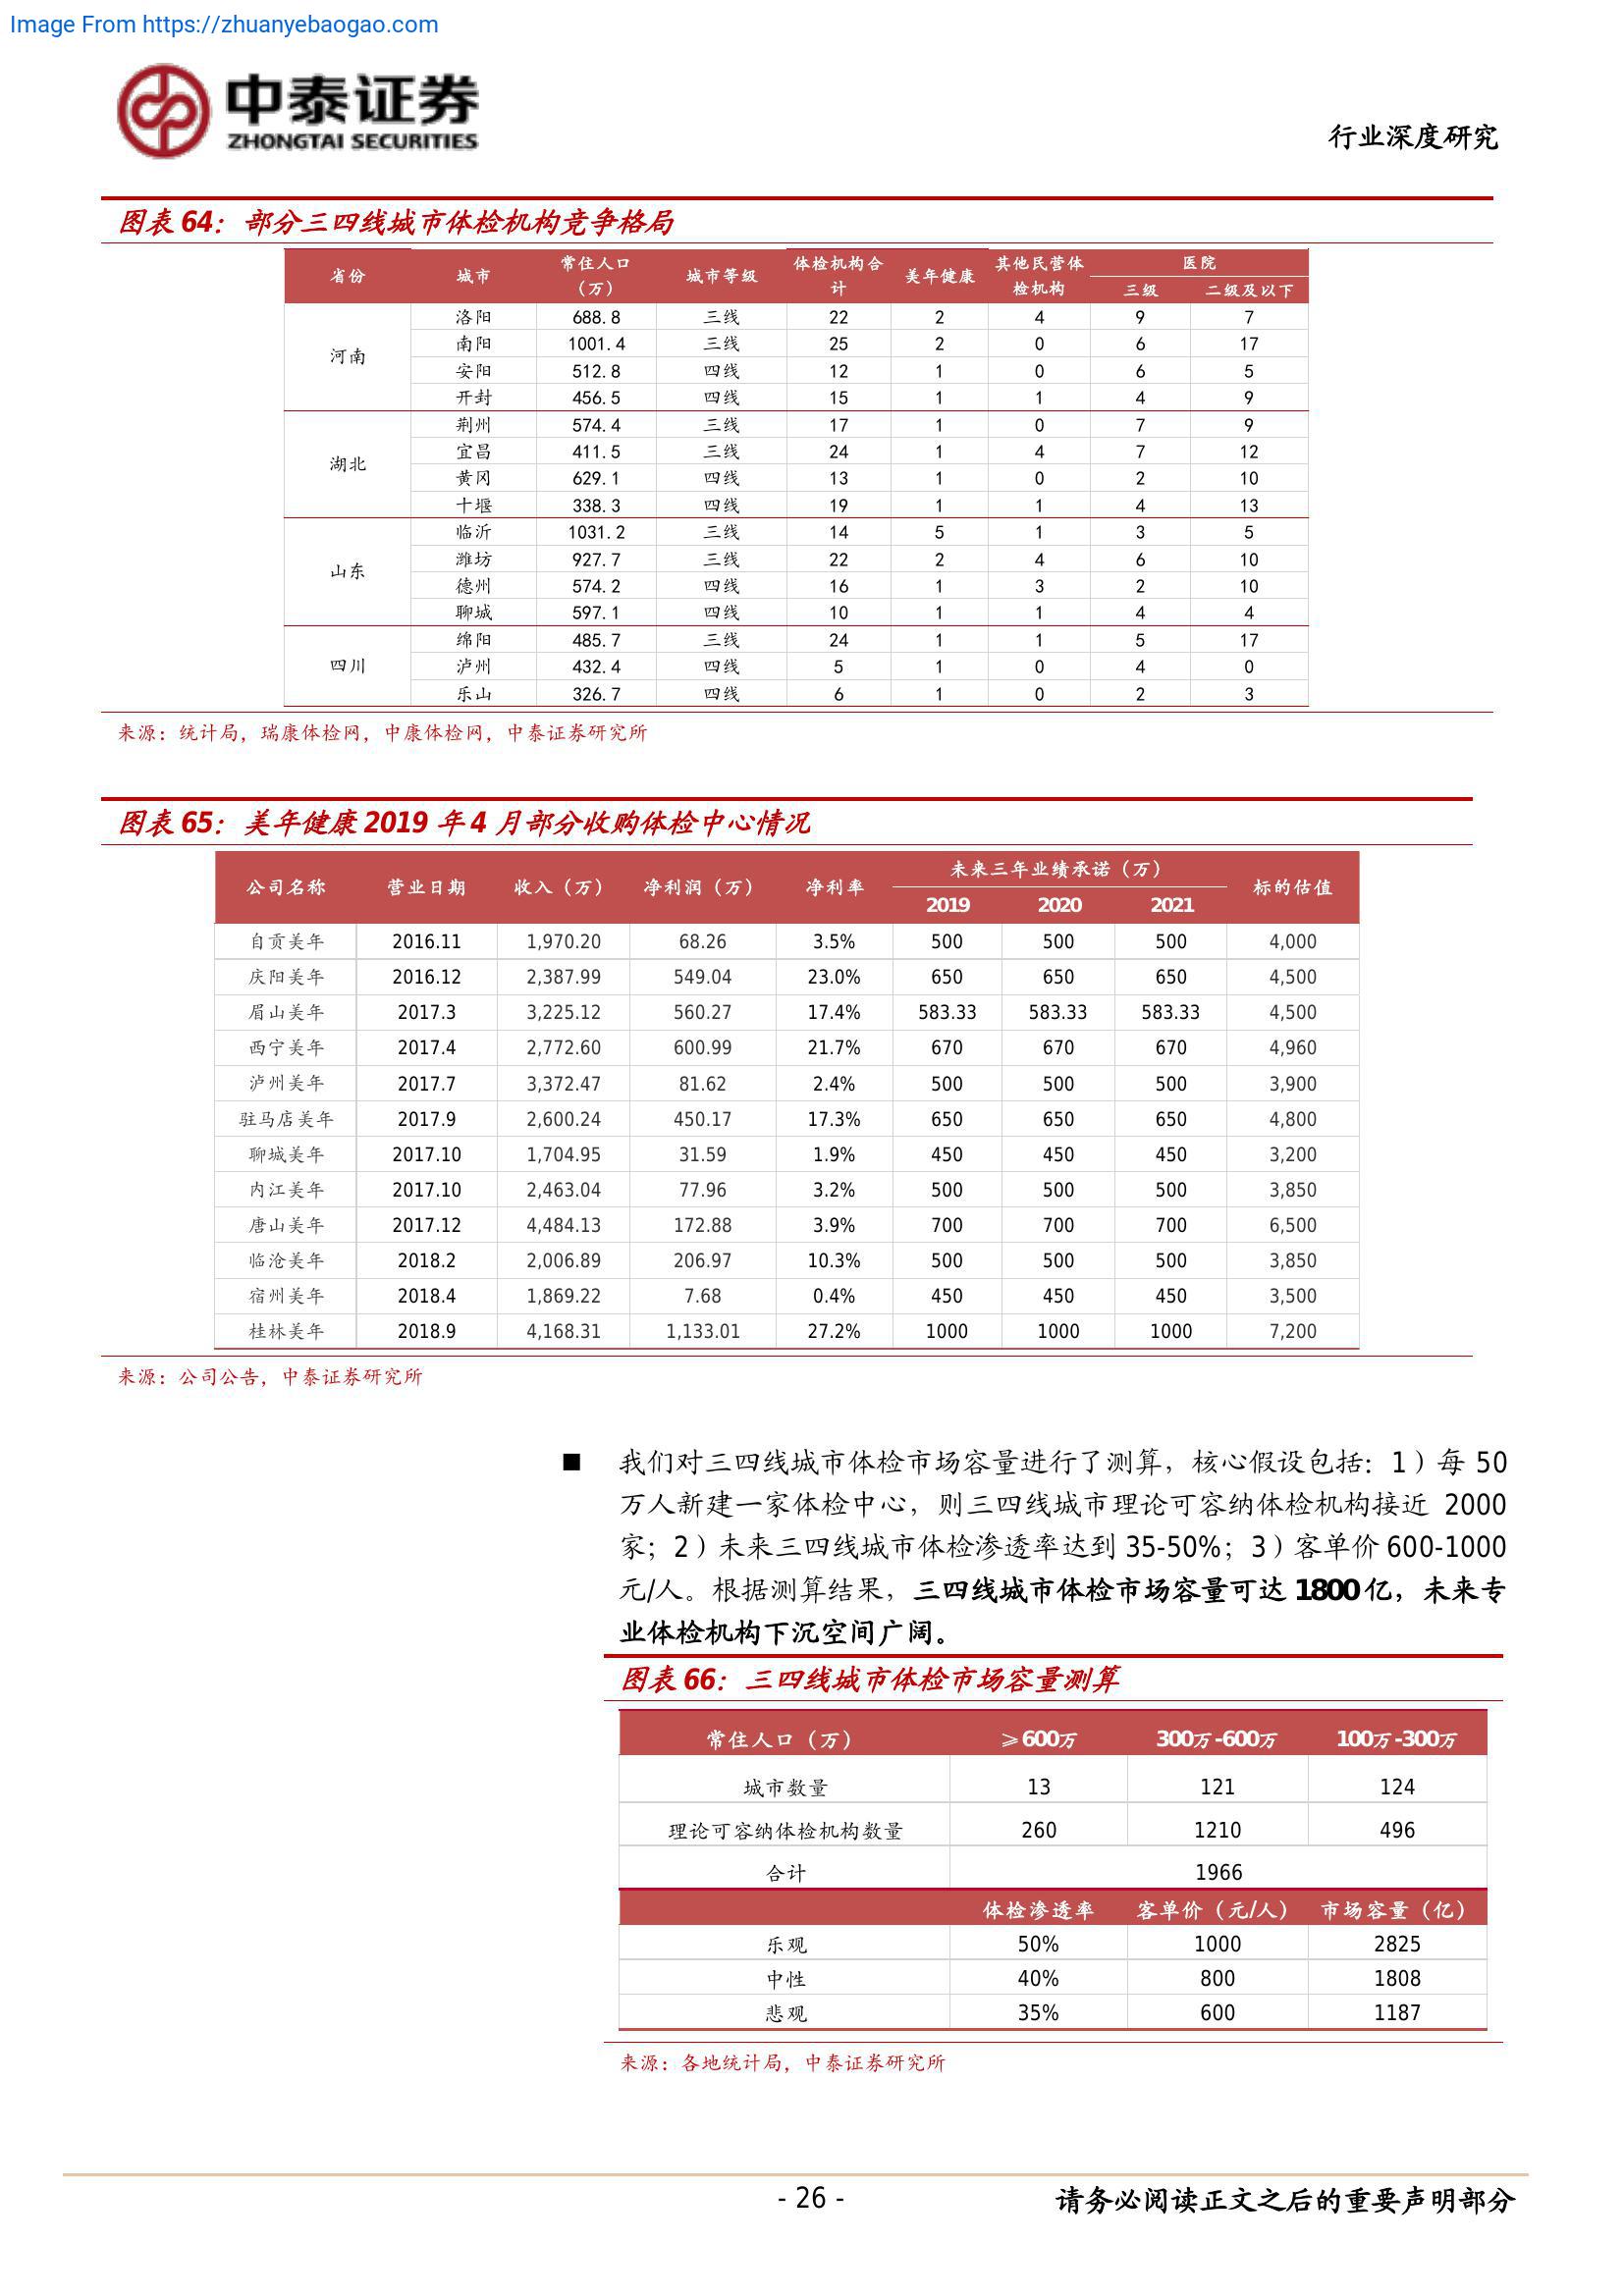 Image From https://zhuanyebaogao.com
中泰证券
ZHONGTAI SECURITIES
行业深度研究
图表 64：部分三四线城市体检机构竞争格局
省份 城市 常住人口（万） 城市等级 体检机构合计 美年健康 其他民营体检机构 医院
三级 二级及以下
河南 洛阳 688.8 三线 22 2 4 9 7
南阳 1001.4 三线 25 2 0 6 17
安阳 512.8 四线 12 1 0 6 5
开封 456.5 四线 15 1 1 4 9
湖北 荆州 574.4 三线 17 1 0 7 9
宜昌 411.5 三线 24 1 4 7 12
黄冈 629.1 四线 13 1 0 2 10
十堰 338.3 四线 19 1 1 4 13
山东 临沂 1031.2 三线 14 5 1 3 5
潍坊 927.7 三线 22 2 4 6 10
德州 574.2 四线 16 1 3 2 10
聊城 597.1 四线 10 1 1 4 4
四川 绵阳 485.7 三线 24 1 1 5 17
泸州 432.4 四线 5 1 0 4 0
乐山 326.7 四线 6 1 0 2 3
来源：统计局，瑞康体检网，中康体检网，中泰证券研究所
图表 65：美年健康 2019 年 4 月部分收购体检中心情况
公司名称 营业日期 收入（万） 净利润（万） 净利率 未来三年业绩承诺（万） 标的估值
2019 2020 2021
自贡美年 2016.11 1,970.20 68.26 3.5% 500 500 500 4,000
庆阳美年 2016.12 2,387.99 549.04 23.0% 650 650 650 4,500
眉山美年 2017.3 3,225.12 560.27 17.4% 583.33 583.33 583.33 4,500
西宁美年 2017.4 2,772.60 600.99 21.7% 670 670 670 4,960
泸州美年 2017.7 3,372.47 81.62 2.4% 500 500 500 3,900
驻马店美年 2017.9 2,600.24 450.17 17.3% 650 650 650 4,800
聊城美年 2017.10 1,704.95 31.59 1.9% 450 450 450 3,200
内江美年 2017.10 2,463.04 77.96 3.2% 500 500 500 3,850
唐山美年 2017.12 4,484.13 172.88 3.9% 700 700 700 6,500
临沧美年 2018.2 2,006.89 206.97 10.3% 500 500 500 3,850
宿州美年 2018.4 1,869.22 7.68 0.4% 450 450 450 3,500
桂林美年 2018.9 4,168.31 1,133.01 27.2% 1000 1000 1000 7,200
来源：公司公告，中泰证券研究所
■ 我们对三四线城市体检市场容量进行了测算，核心假设包括：1）每 50
万人新建一家体检中心，则三四线城市理论可容纳体检机构接近 2000
家；2）未来三四线城市体检渗透率达到 35-50%；3）客单价 600-1000
元/人。根据测算结果，三四线城市体检市场容量可达 1800 亿，未来专
业体检机构下沉空间广阔。
图表 66：三四线城市体检市场容量测算
常住人口（万） ≥600万 300万-600万 100万-300万
城市数量 13 121 124
理论可容纳体检机构数量 260 1210 496
合计 1966
体检渗透率 客单价（元/人） 市场容量（亿）
乐观 50% 1000 2825
中性 40% 800 1808
悲观 35% 600 1187
来源：各地统计局，中泰证券研究所
- 26 -
请务必阅读正文之后的重要声明部分